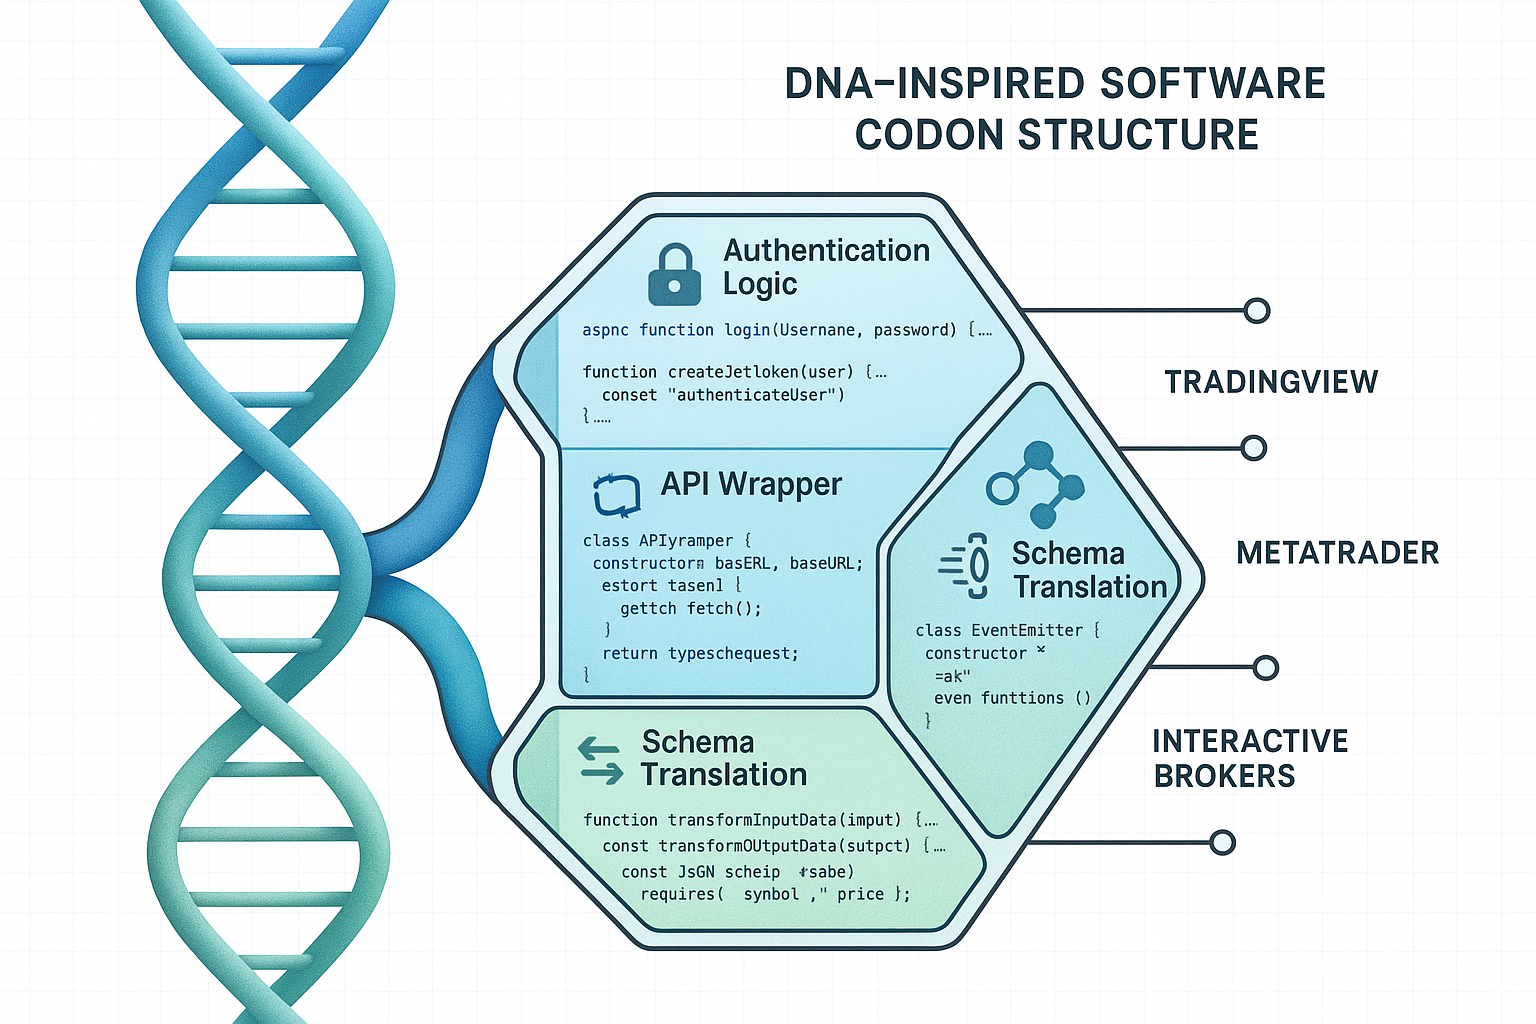 DNA-INSPIRED SOFTWARE
CODON STRUCTURE
Authentication
Logic
aspnc function login(Usernane, password) {...
function createJetloken(user) {...
conset "authenticateUser")
{.....
API Wrapper
class APIyramper {
constructor basERL, baseURL;
estort tasenl {
gettch fetch();
}
return typeschequest;
}
Schema
Translation
class EventEmitter {
constructor
=ak"
even funttions ()
}
Schema
Translation
function transformInputData(imput) {...
const transformOUtputData(sutpct) {...
const JsGN scheip rsabe)
requires( synbol ," price };
TRADINGVIEW
METATRADER
INTERACTIVE
BROKERS